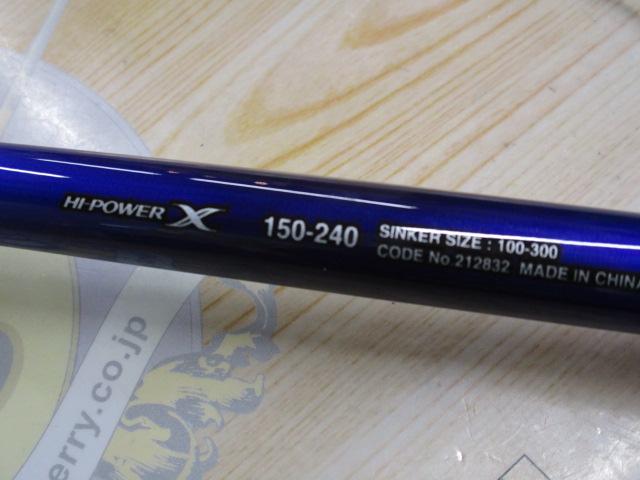 HI-POWER X 150-240 SINKER SIZE : 100-300
CODE No.212832 MADE IN CHINA
erry.co.jp